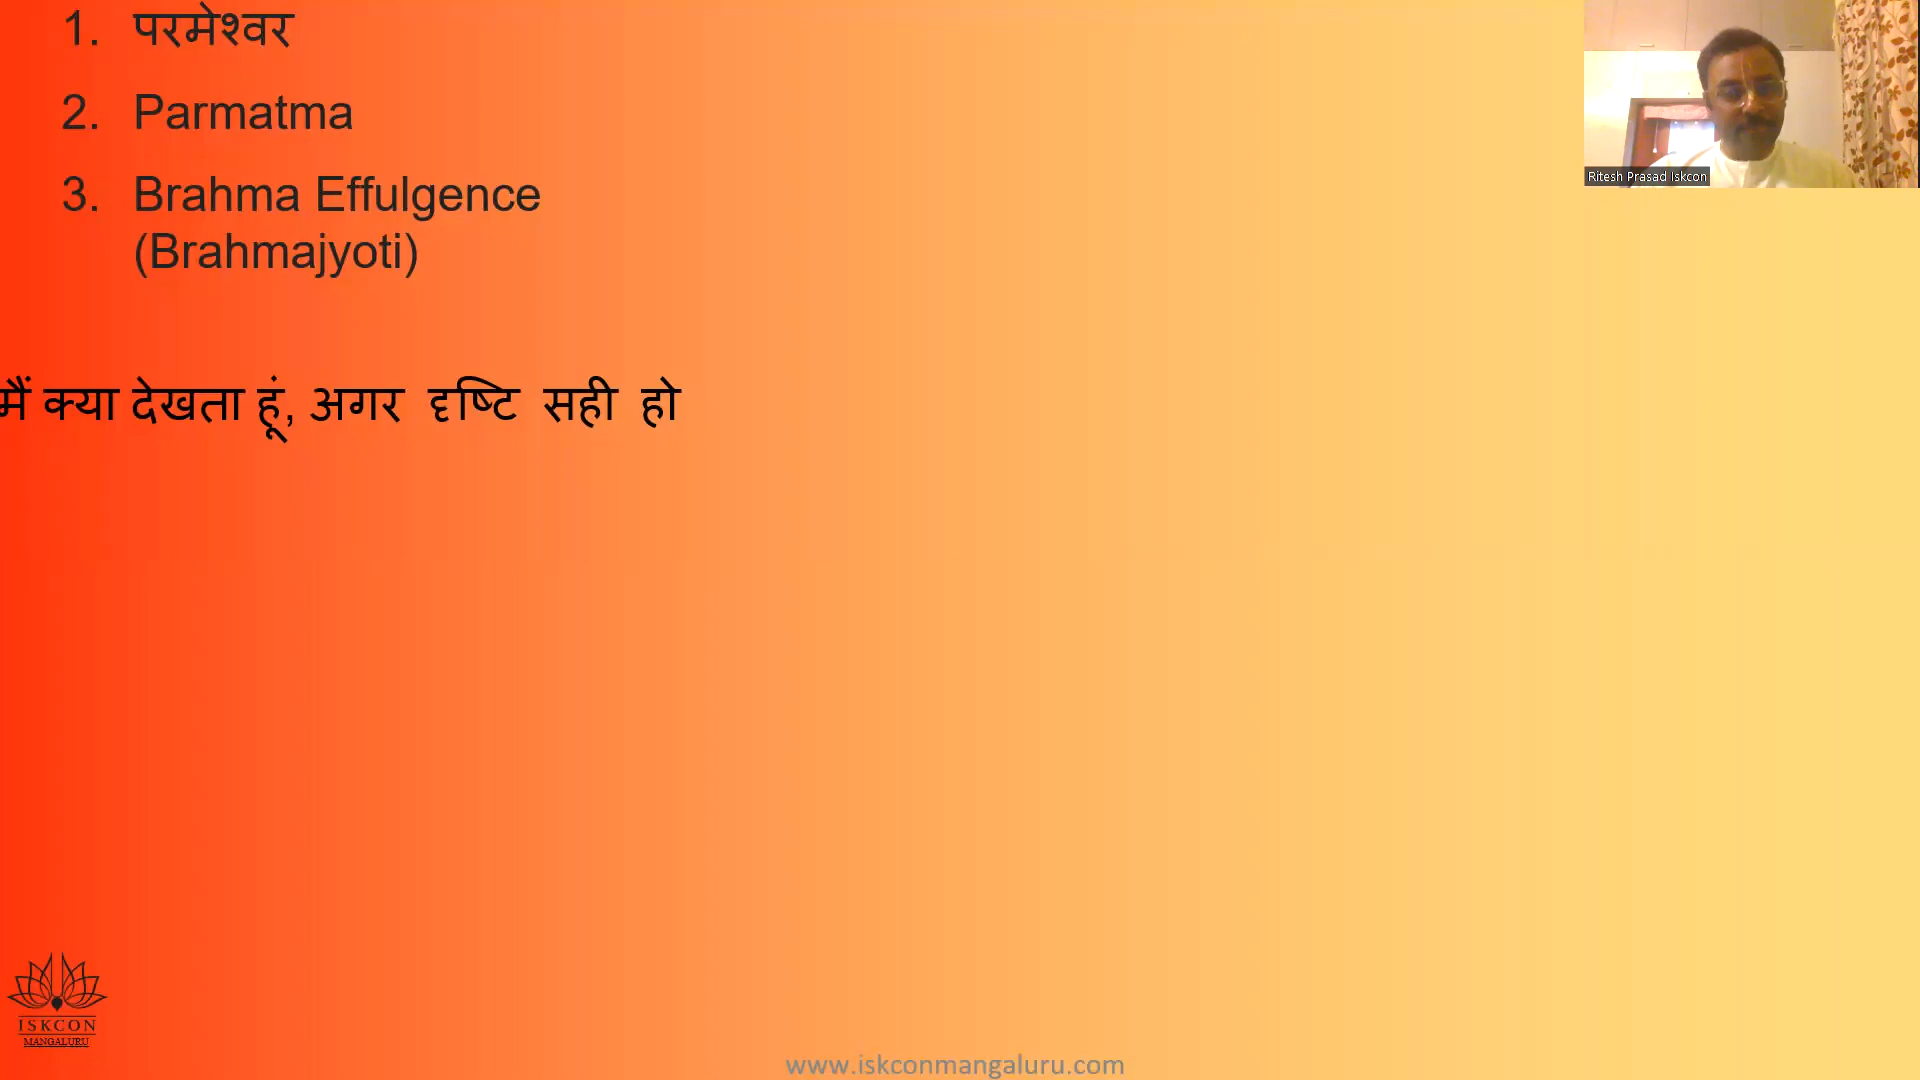 1. परमेश्वर
2. Parmatma
3. Brahma Effulgence
(Brahmajyoti)
मैं क्या देखता हूं, अगर दृष्टि सही हो
Ritesh Prasad Iskcon
ISKCON
MANGALURU
www.iskconmangaluru.com